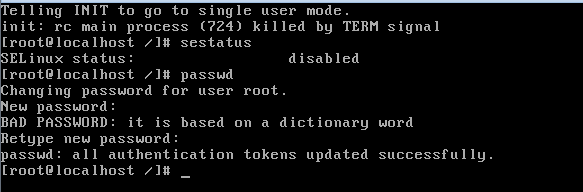 Telling INIT to go to single user mode.
init: rc main process (724) killed by TERM signal
[root@localhost /]# sestatus
SELinux status:                 disabled
[root@localhost /]# passwd
Changing password for user root.
New password:
BAD PASSWORD: it is based on a dictionary word
Retype new password:
passwd: all authentication tokens updated successfully.
[root@localhost /]# _